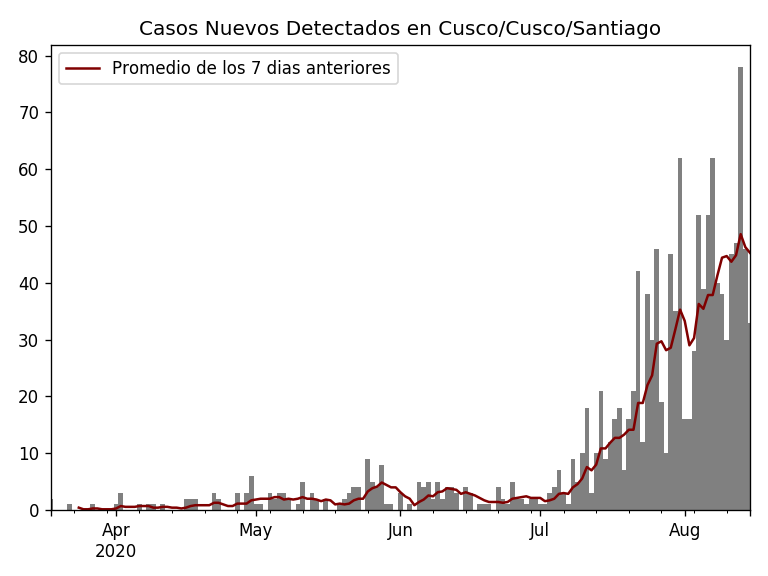 Casos Nuevos Detectados en Cusco/Cusco/Santiago
Promedio de los 7 dias anteriores
80
70
60
50
40
30
20
10
0
Apr
2020
May
Jun
Jul
Aug